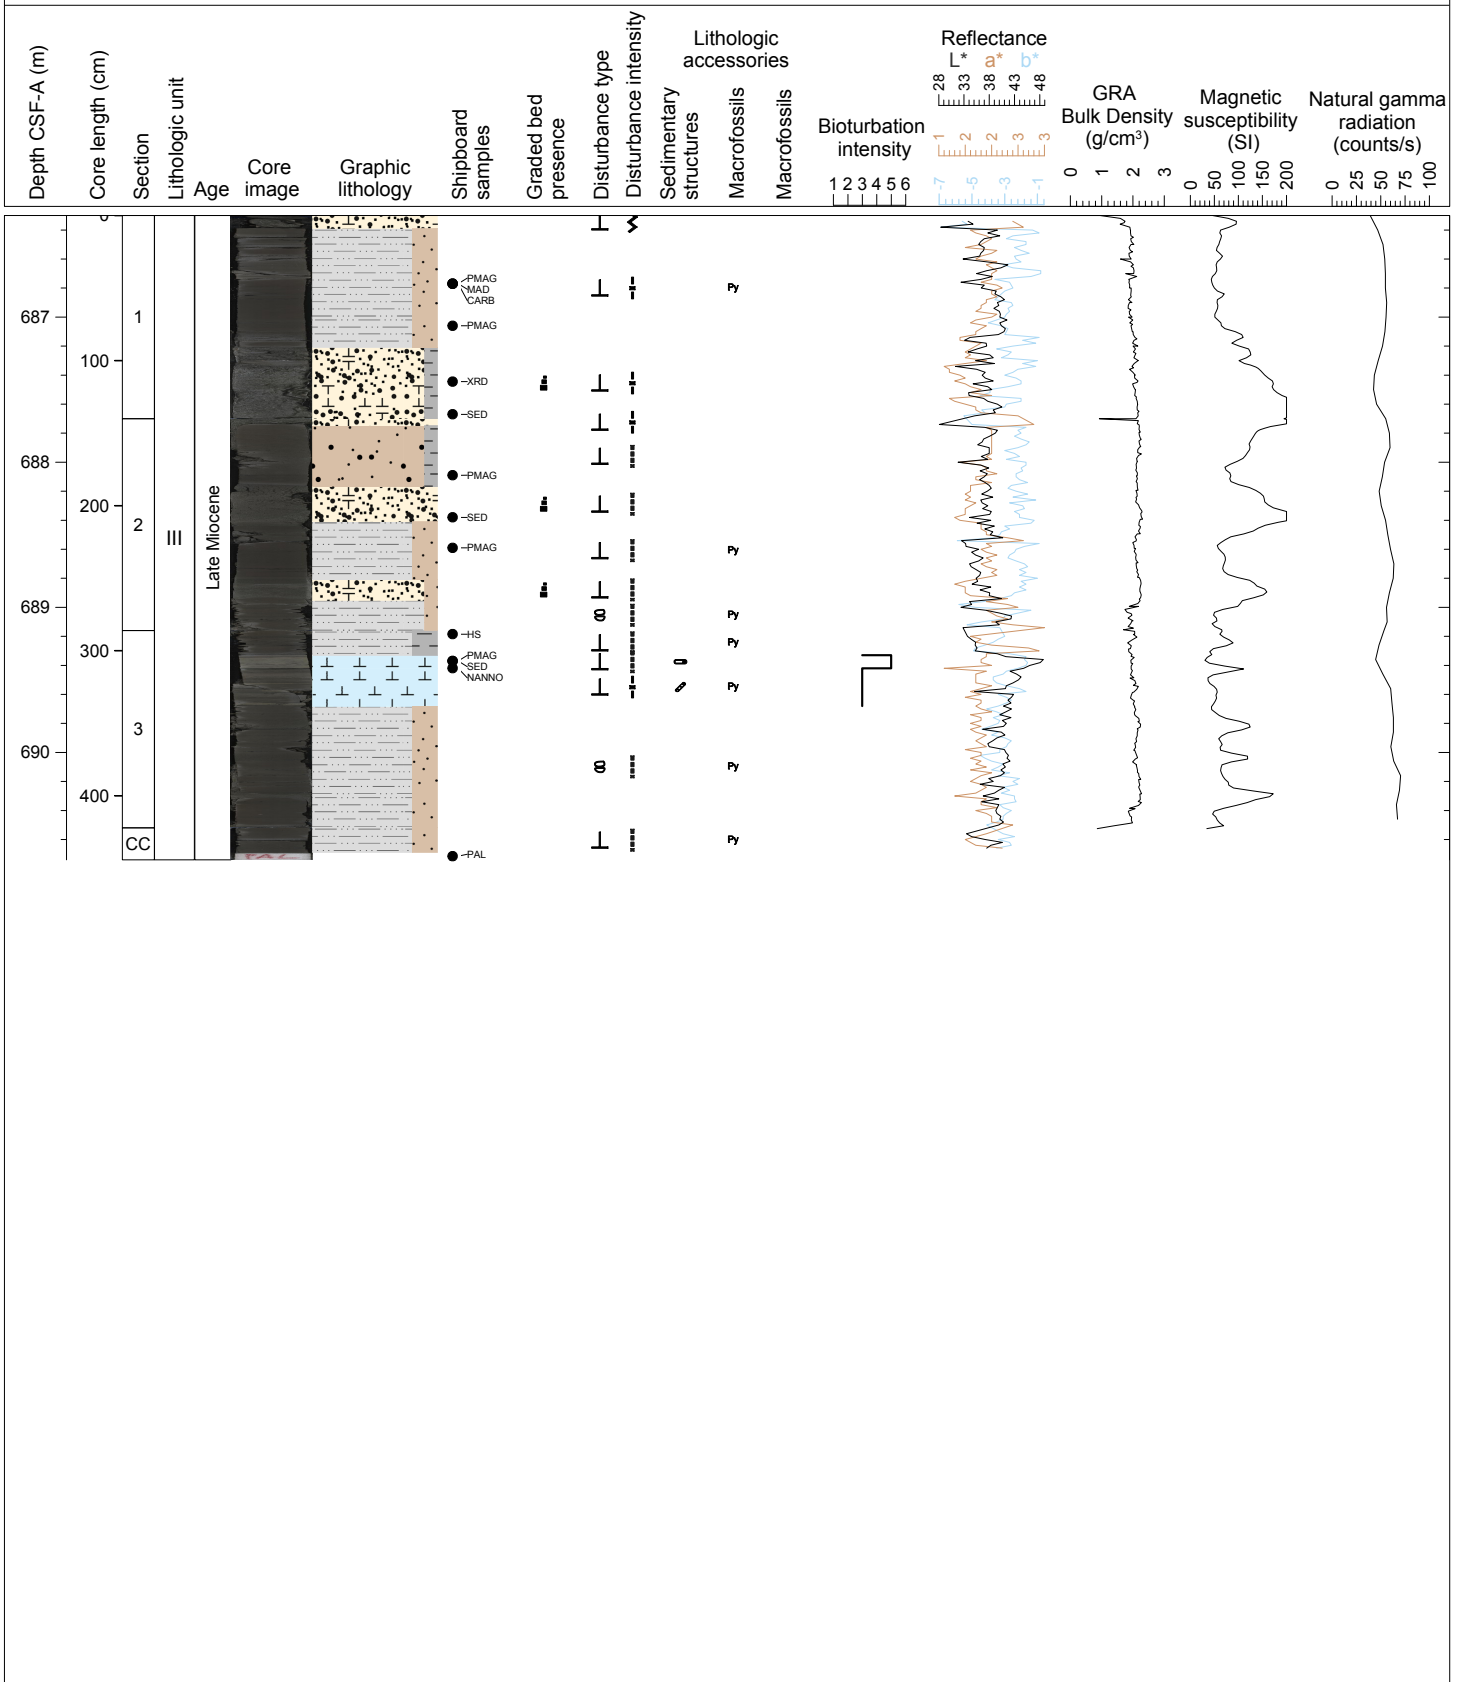 Depth CSF-A (m)
Core length (cm)
Section
Lithologic unit
Age
Core
image
Graphic
lithology
Shipboard
samples
Graded bed
presence
Disturbance type
Disturbance intensity
Lithologic
accessories
Sedimentary
structures
Macrofossils
Macrofossils
Bioturbation
intensity
1 2 3 4 5 6
Reflectance
L* a* b*
28 33 38 43 48
1 2 2 3 3
-7 -5 -3 -1
GRA
Bulk Density
(g/cm³)
0 1 2 3
Magnetic
susceptibility
(SI)
0 50 100 150 200
Natural gamma
radiation
(counts/s)
0 25 50 75 100
0
PMAG
MAD
CARB
Py
687
1
PMAG
100
XRD
SED
688
PMAG
Late Miocene
200
SED
2
III
PMAG
Py
689
Py
HS
Py
300
PMAG
SED
NANNO
Py
3
690
Py
400
CC
Py
PAL
PAL